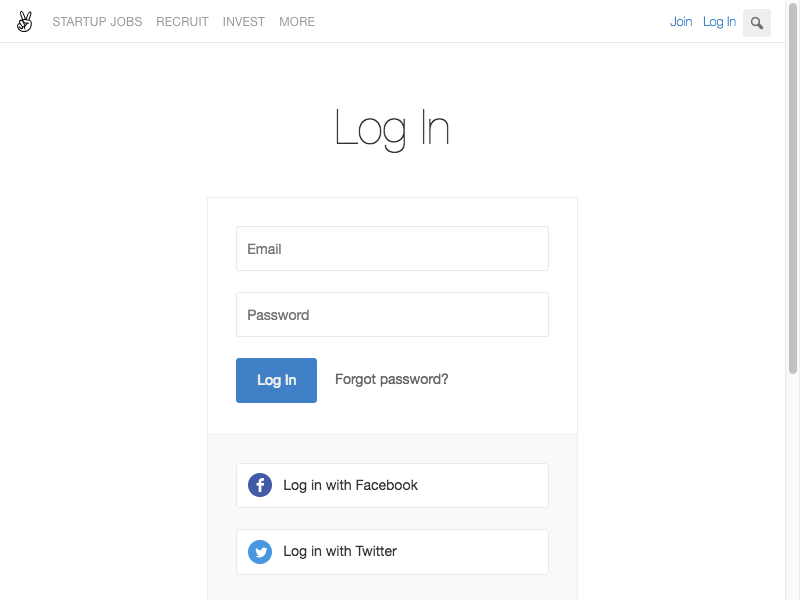 STARTUP JOBS RECRUIT INVEST MORE Join Log In
Log In
Email
Password
Log In Forgot password?
Log in with Facebook
Log in with Twitter